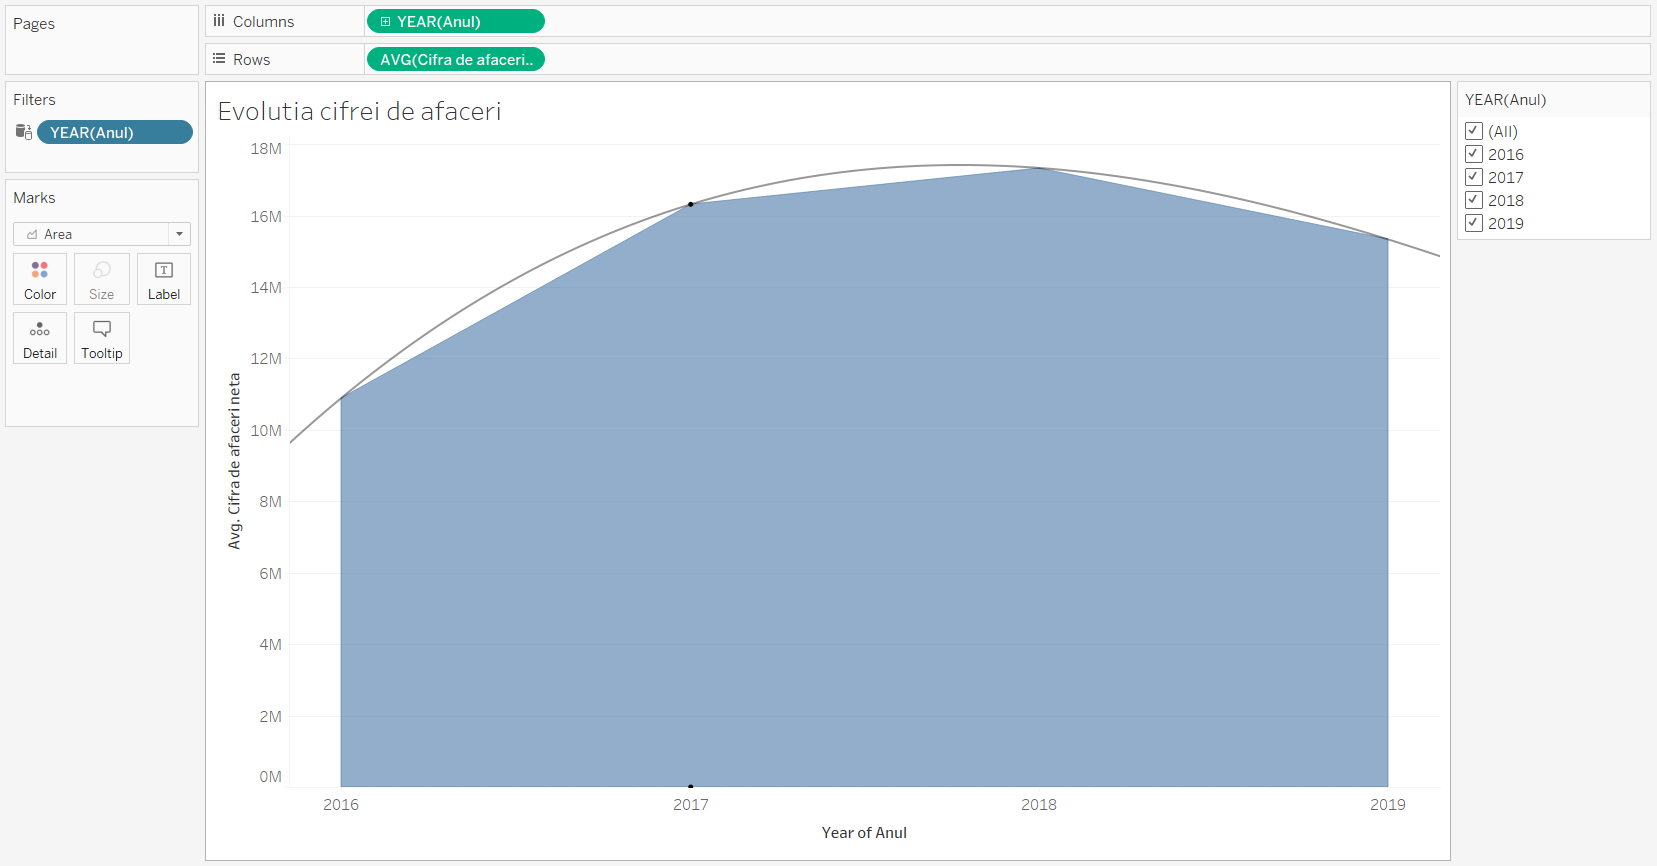 Pages
Columns
YEAR(Anul)
Rows
AVG(Cifra de afaceri..
Filters
YEAR(Anul)
Marks
Area
Color
Size
T
Label
Detail
Tooltip
Evolutia cifrei de afaceri
18M
16M
14M
12M
10M
8M
6M
4M
2M
0M
Avg. Cifra de afaceri neta
2016
2017
2018
2019
Year of Anul
YEAR(Anul)
(All)
2016
2017
2018
2019